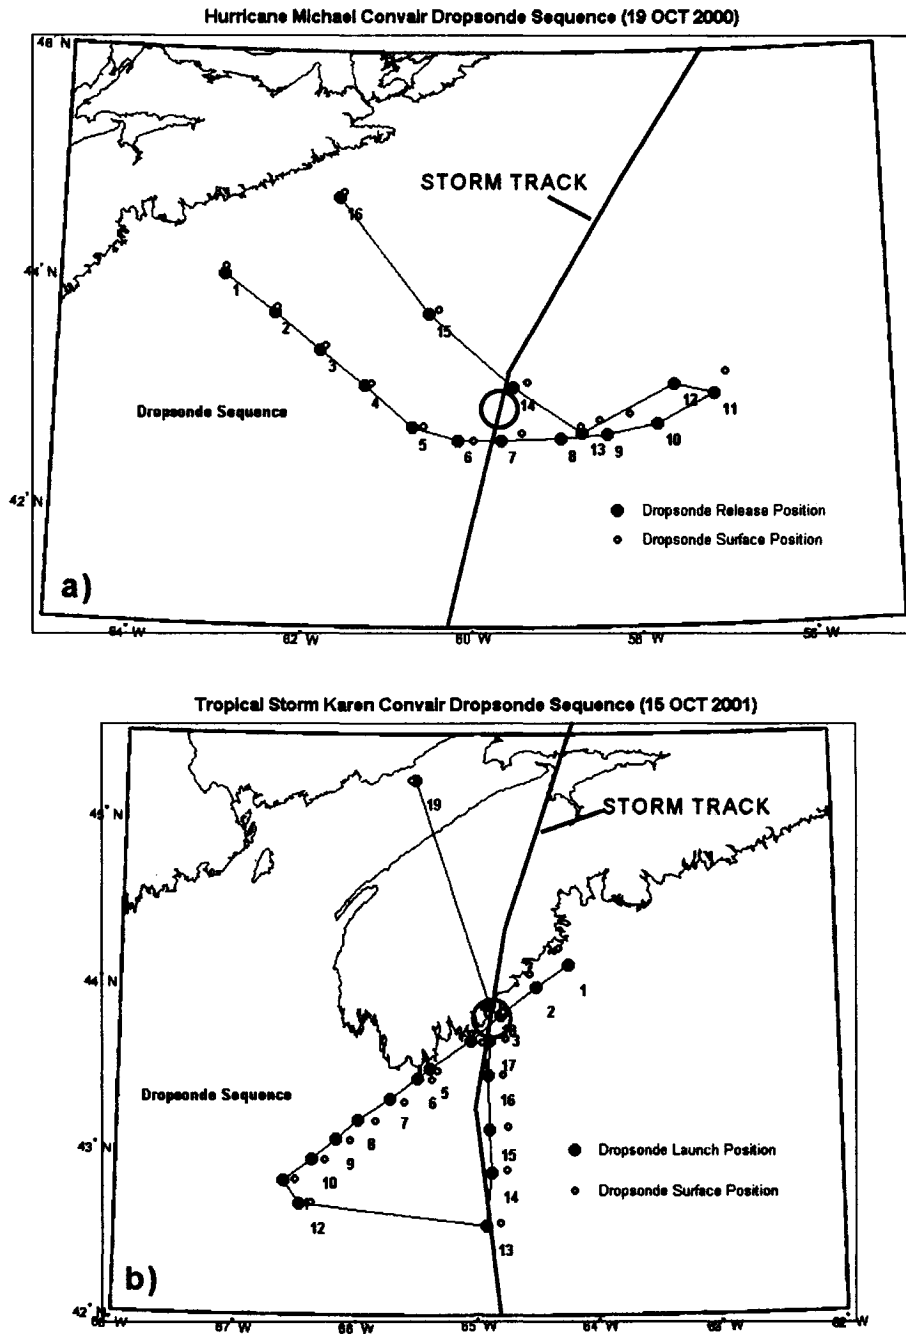 Hurricane Michael Convair Dropsonde Sequence (19 OCT 2000)
STORM TRACK
16
1
2
15
3
4
14
12
11
Dropsonde Sequence
5
6
7
8
13
9
10
42° N
Dropsonde Release Position
Dropsonde Surface Position
a)
62° W
60° W
58° W
56° W
Tropical Storm Karen Convair Dropsonde Sequence (15 OCT 2001)
19
45° N
STORM TRACK
44° N
1
2
3
17
5
16
6
7
Dropsonde Sequence
8
15
Dropsonde Launch Position
43° N
9
10
14
Dropsonde Surface Position
12
13
b)
42° N
67° W
66° W
65° W
64° W
63° W
62° W